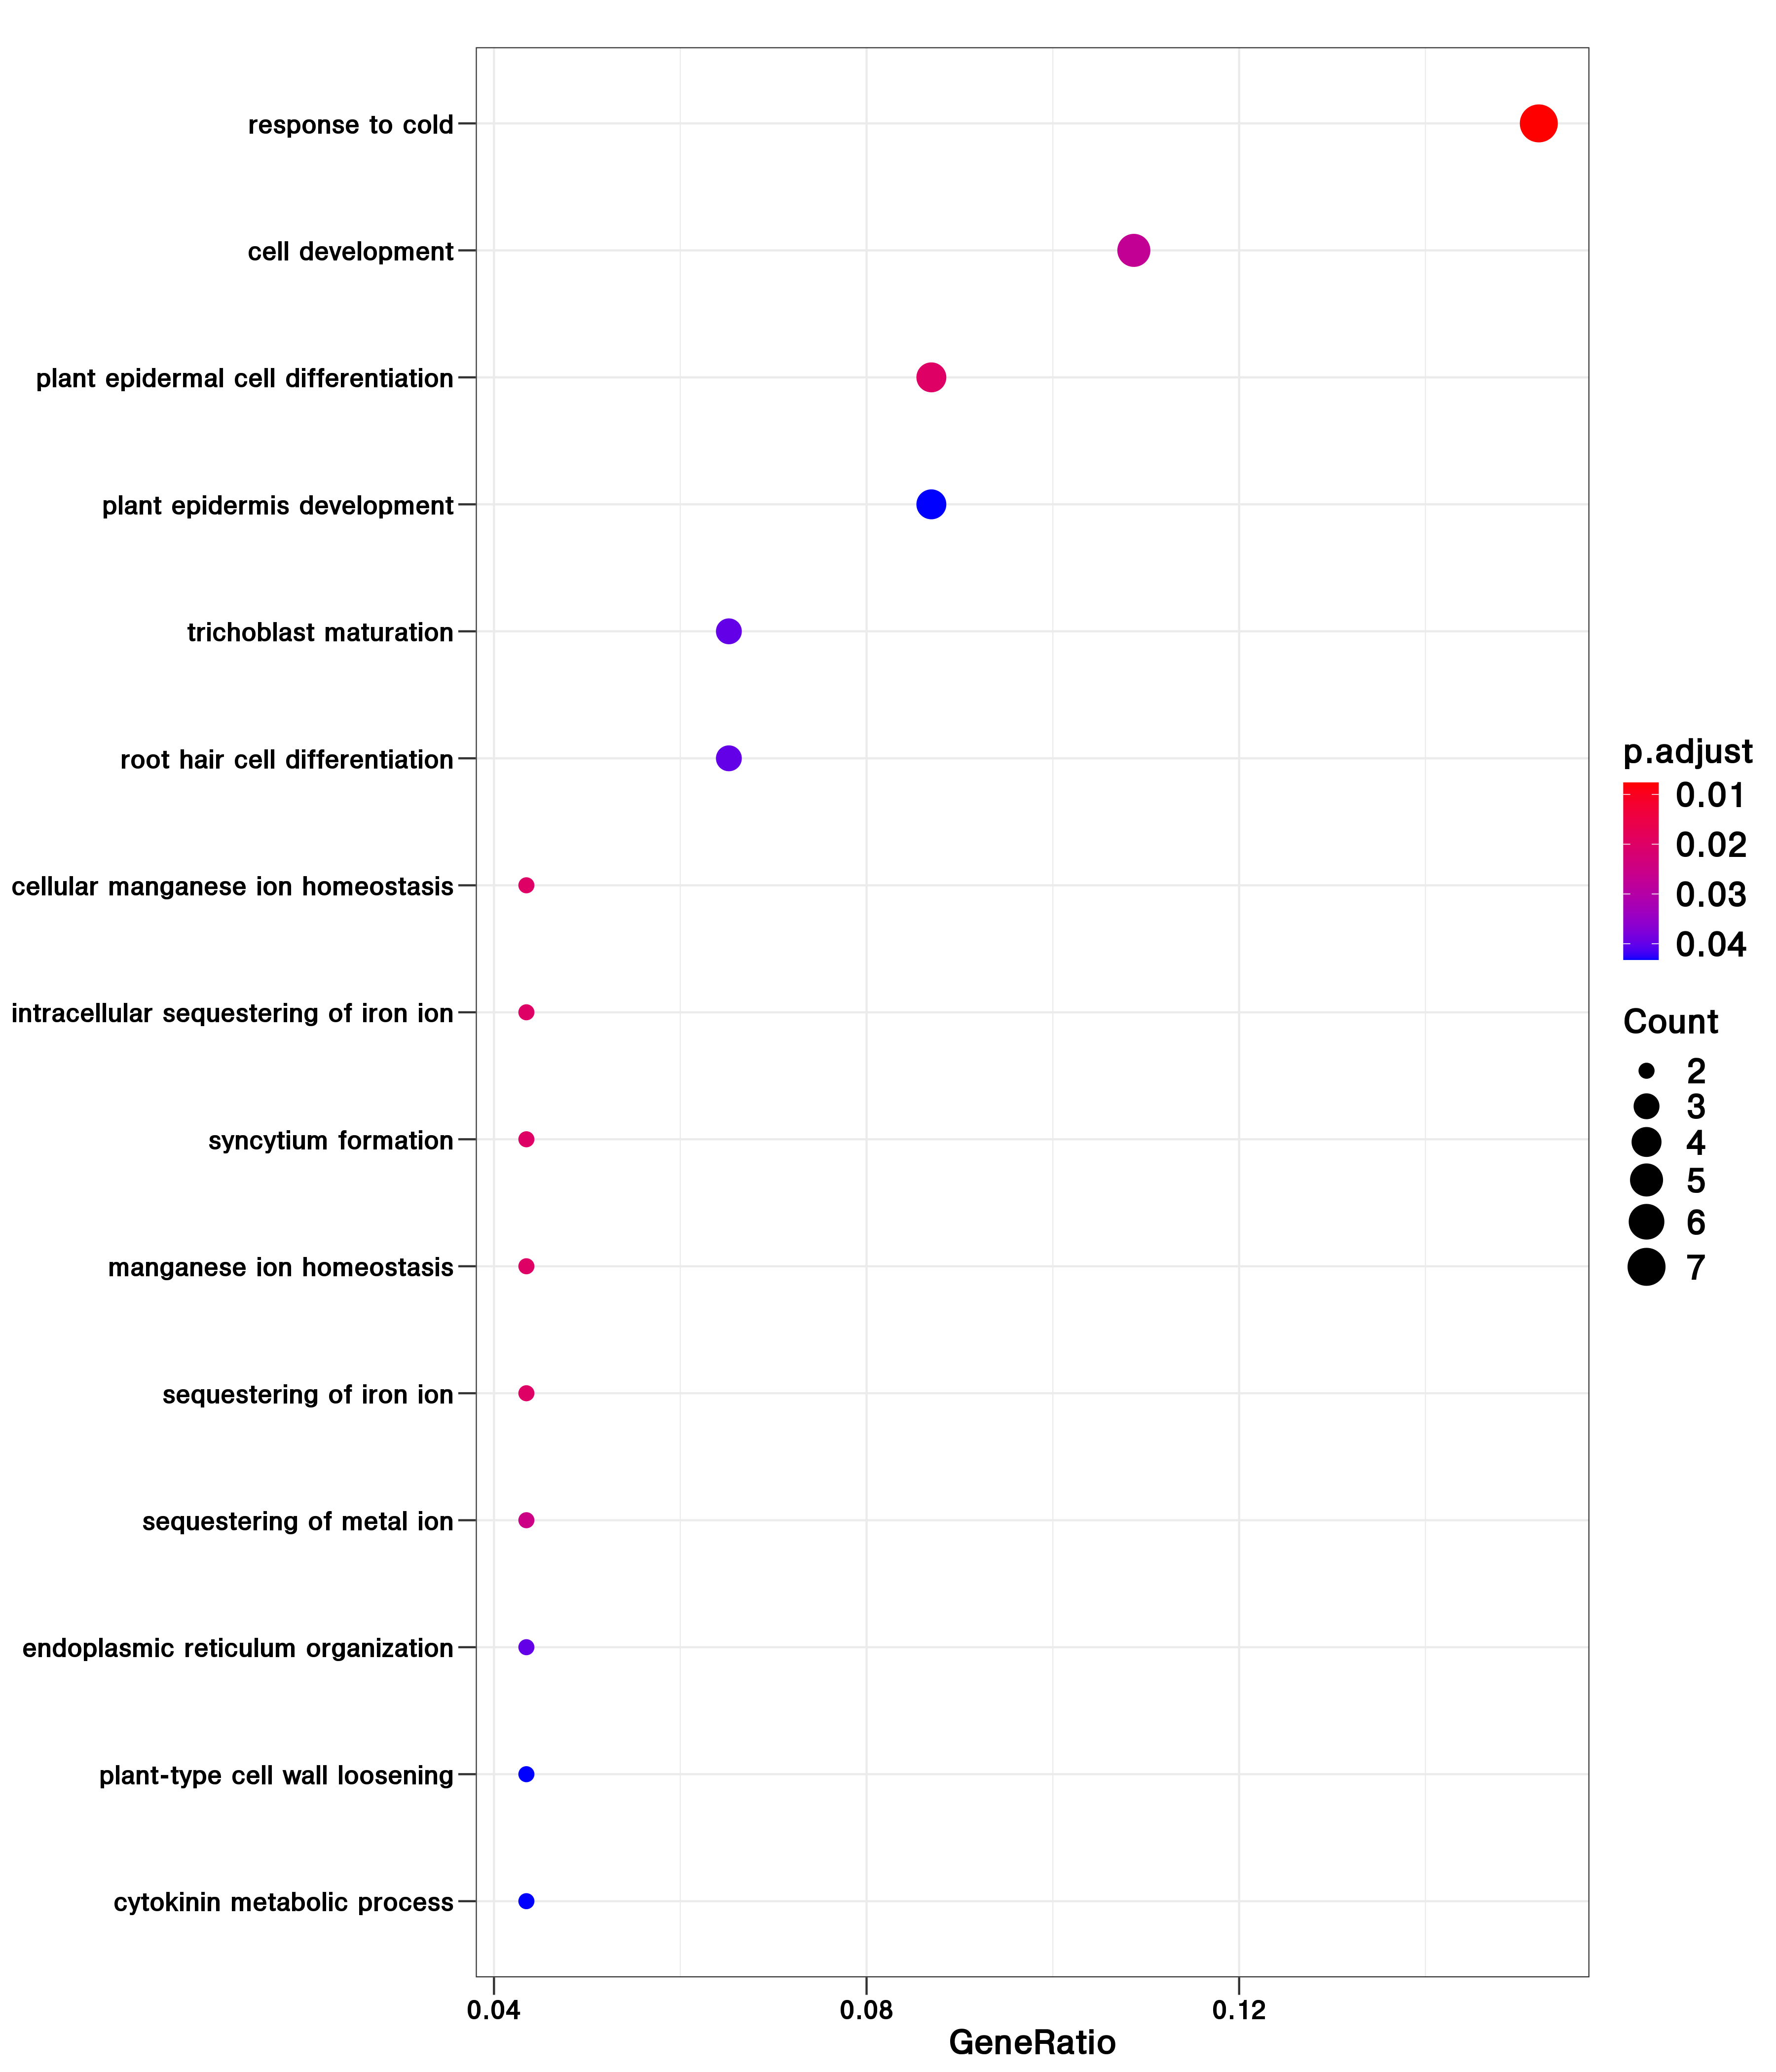 response to cold
cell development
plant epidermal cell differentiation
plant epidermis development
trichoblast maturation
root hair cell differentiation
cellular manganese ion homeostasis
intracellular sequestering of iron ion
syncytium formation
manganese ion homeostasis
sequestering of iron ion
sequestering of metal ion
endoplasmic reticulum organization
plant-type cell wall loosening
cytokinin metabolic process
0.04 0.08 0.12
GeneRatio
p.adjust
0.01
0.02
0.03
0.04
Count
2
3
4
5
6
7